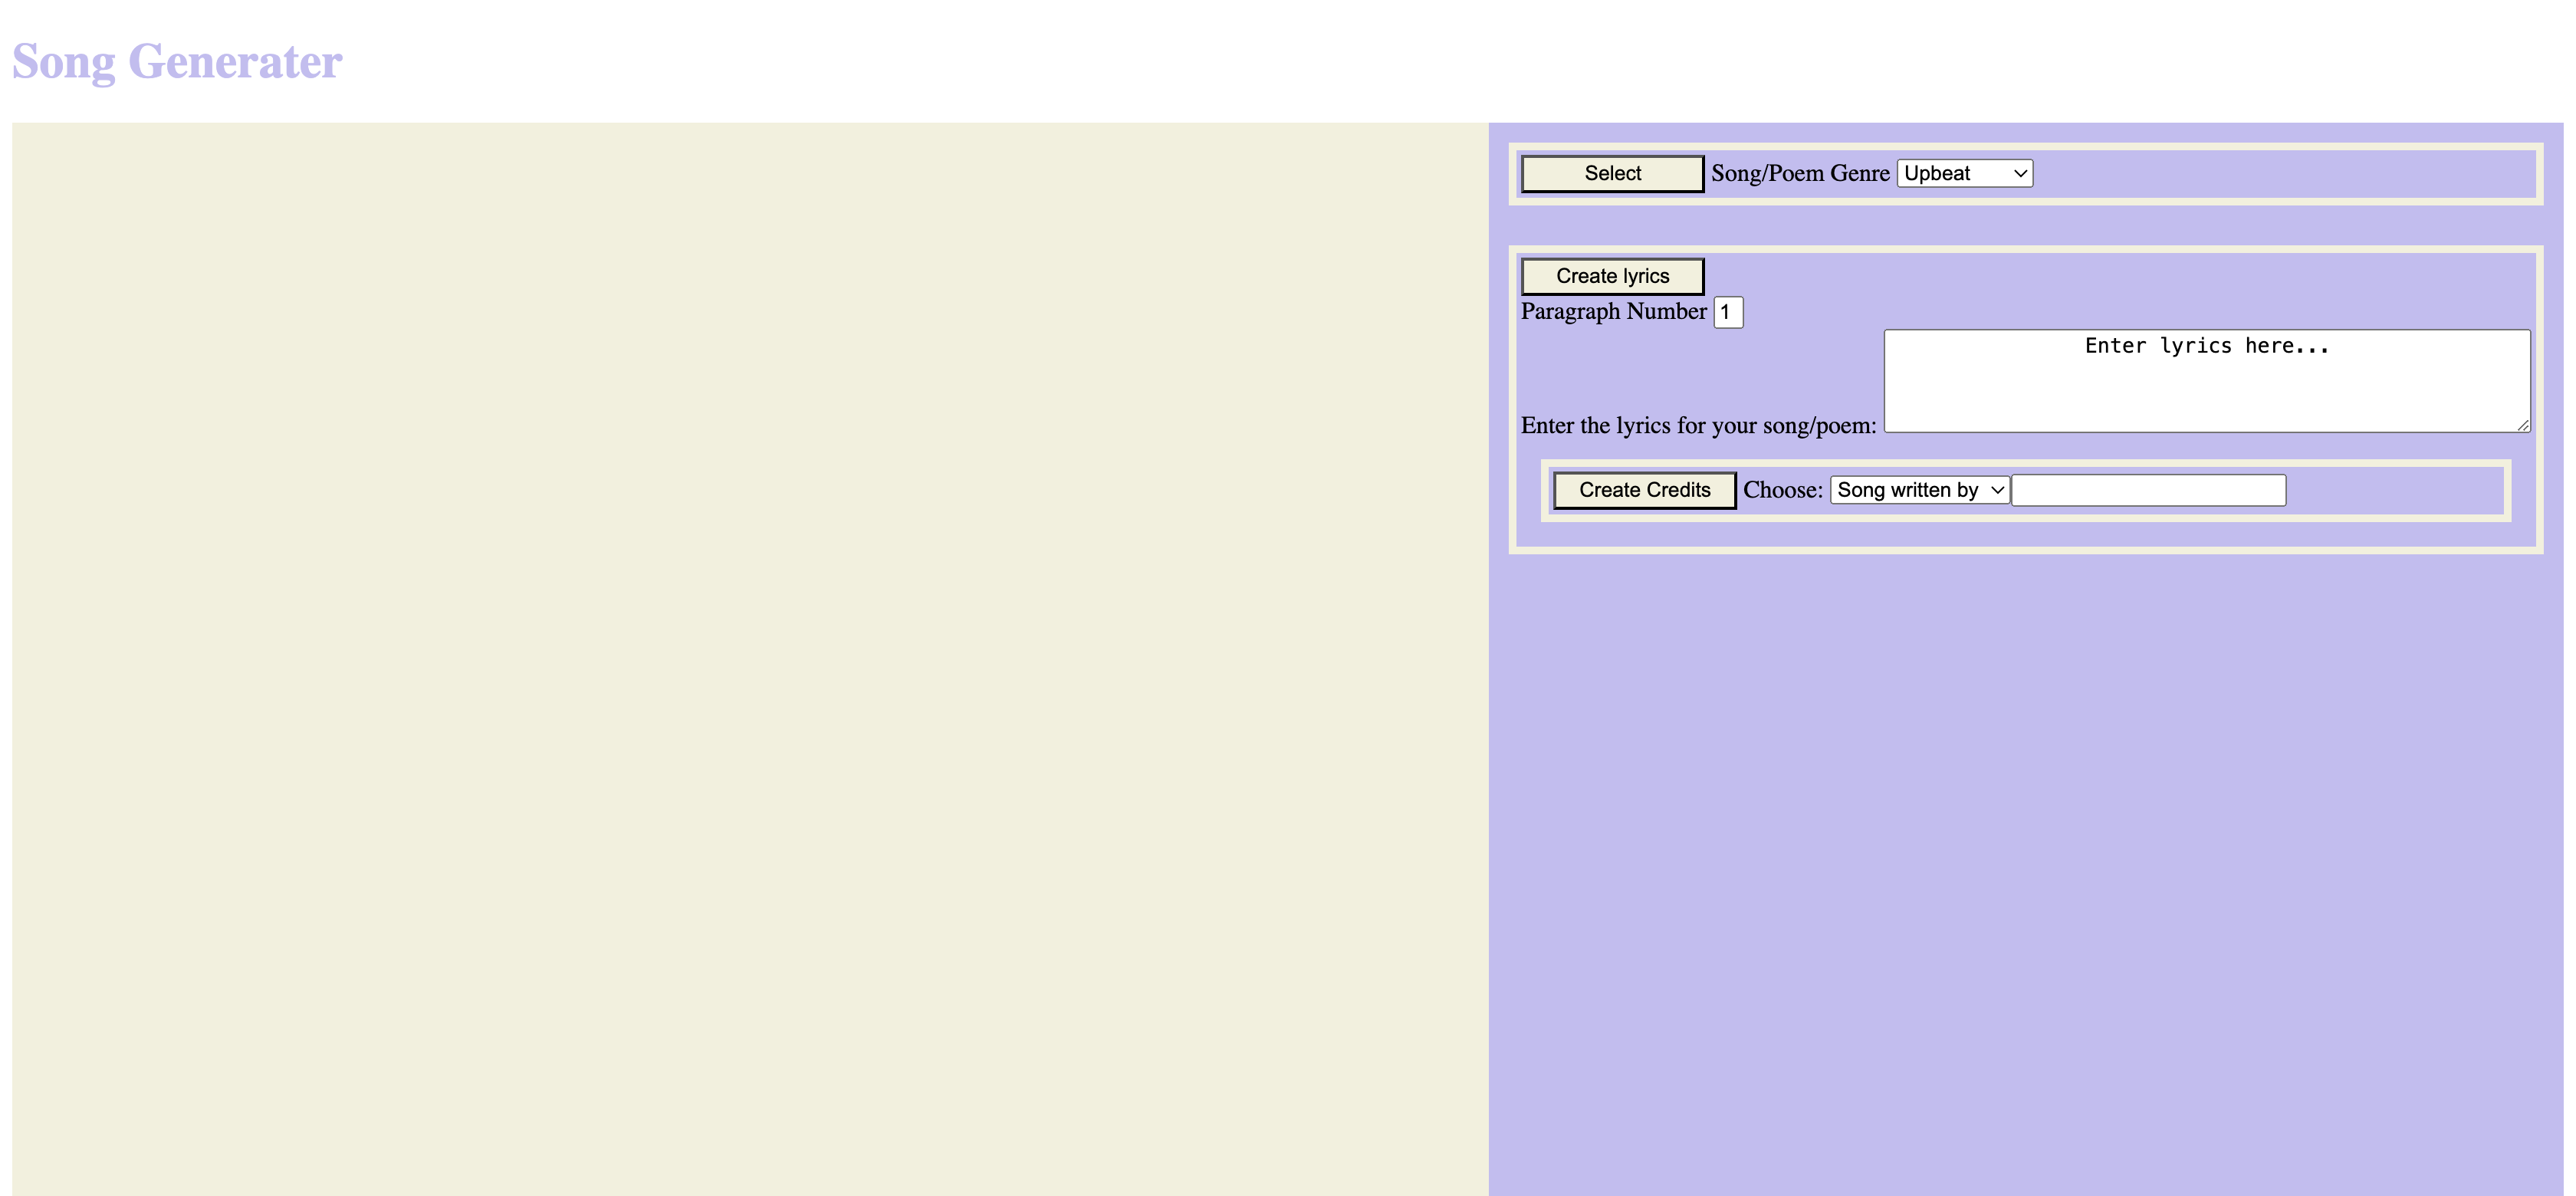 Song Generater
Select Song/Poem Genre Upbeat
Create lyrics
Paragraph Number 1
Enter lyrics here...
Enter the lyrics for your song/poem:
Create Credits Choose: Song written by